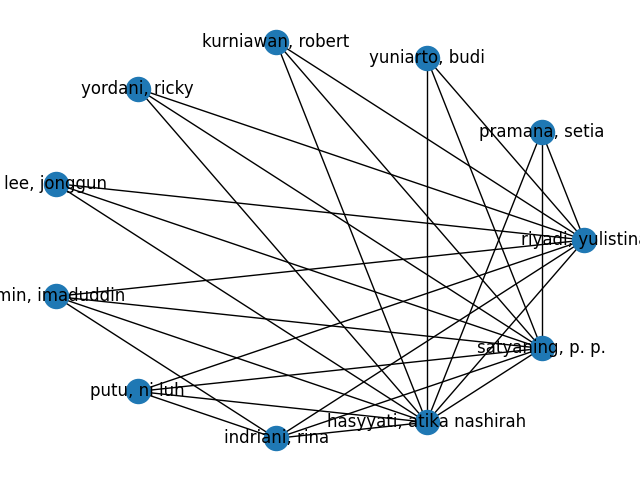 kurniawan, robert
yuniarto, budi
yordani, ricky
pramana, setia
lee, jonggun
riyadi, yulistina
min, imaduddin
satyaning, p. p.
putu, ni luh
hasyyati, atika nashirah
indriani, rina